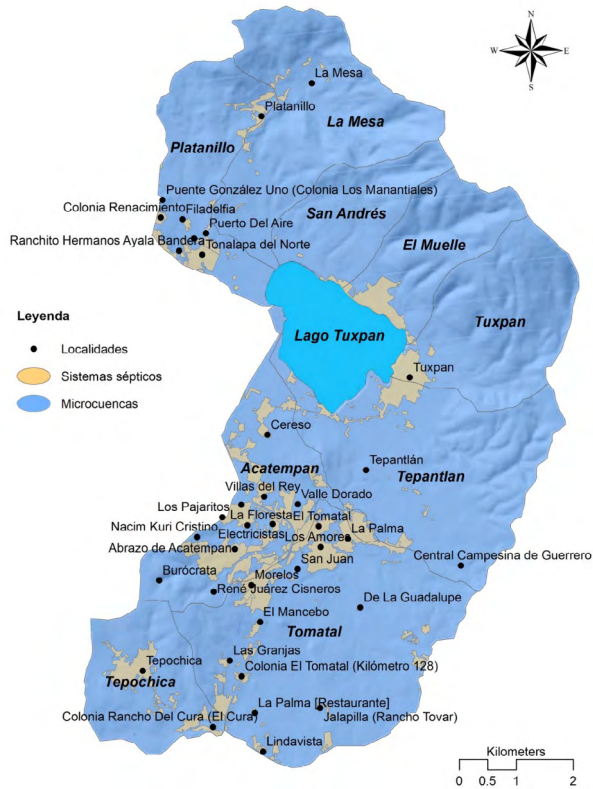 N
W E
S
La Mesa
Platanillo
La Mesa
Platanillo
Puente González Uno (Colonia Los Manantiales)
Colonia Renacimiento
Filadelfia
San Andrés
Puerto Del Aire
Ranchito Hermanos Ayala Bandera
Tonalapa del Norte
El Muelle
Leyenda
Localidades
Sistemas sépticos
Microcuencas
Lago Tuxpan
Tuxpan
Tuxpan
Cereso
Acatempan
Tepantlán
Tepantlan
Villas del Rey
Valle Dorado
Los Pajaritos
La Floresta
El Tomatal
Nacim Kuri Cristino
Electricistas
Los Amores
La Palma
Abrazo de Acatempan
San Juan
Central Campesina de Guerrero
Burócrata
Morelos
René Juárez Cisneros
De La Guadalupe
El Mancebo
Tomatal
Las Granjas
Tepochica
Colonia El Tomatal (Kilómetro 128)
Tepochica
La Palma [Restaurante]
Colonia Rancho Del Cura (El Cura)
Jalapilla (Rancho Tovar)
Lindavista
Kilometers
0 0.5 1 2